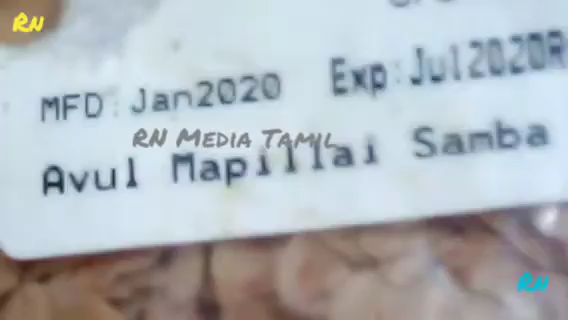 RN
MFD:Jan2020 Exp:Jul2020
RN MEDIA TAMIL
Avul Mapillai Samba
RN